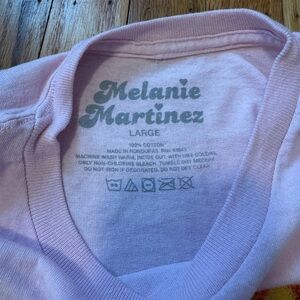 Melanie
Martinez
LARGE
100% COTTON
MADE IN HONDURAS
MACHINE WASH WARM, INSIDE OUT, WITH LIKE COLORS.
ONLY NON-CHLORINE BLEACH. TUMBLE DRY MEDIUM.
DO NOT IRON IF DECORATED. DO NOT DRY CLEAN.